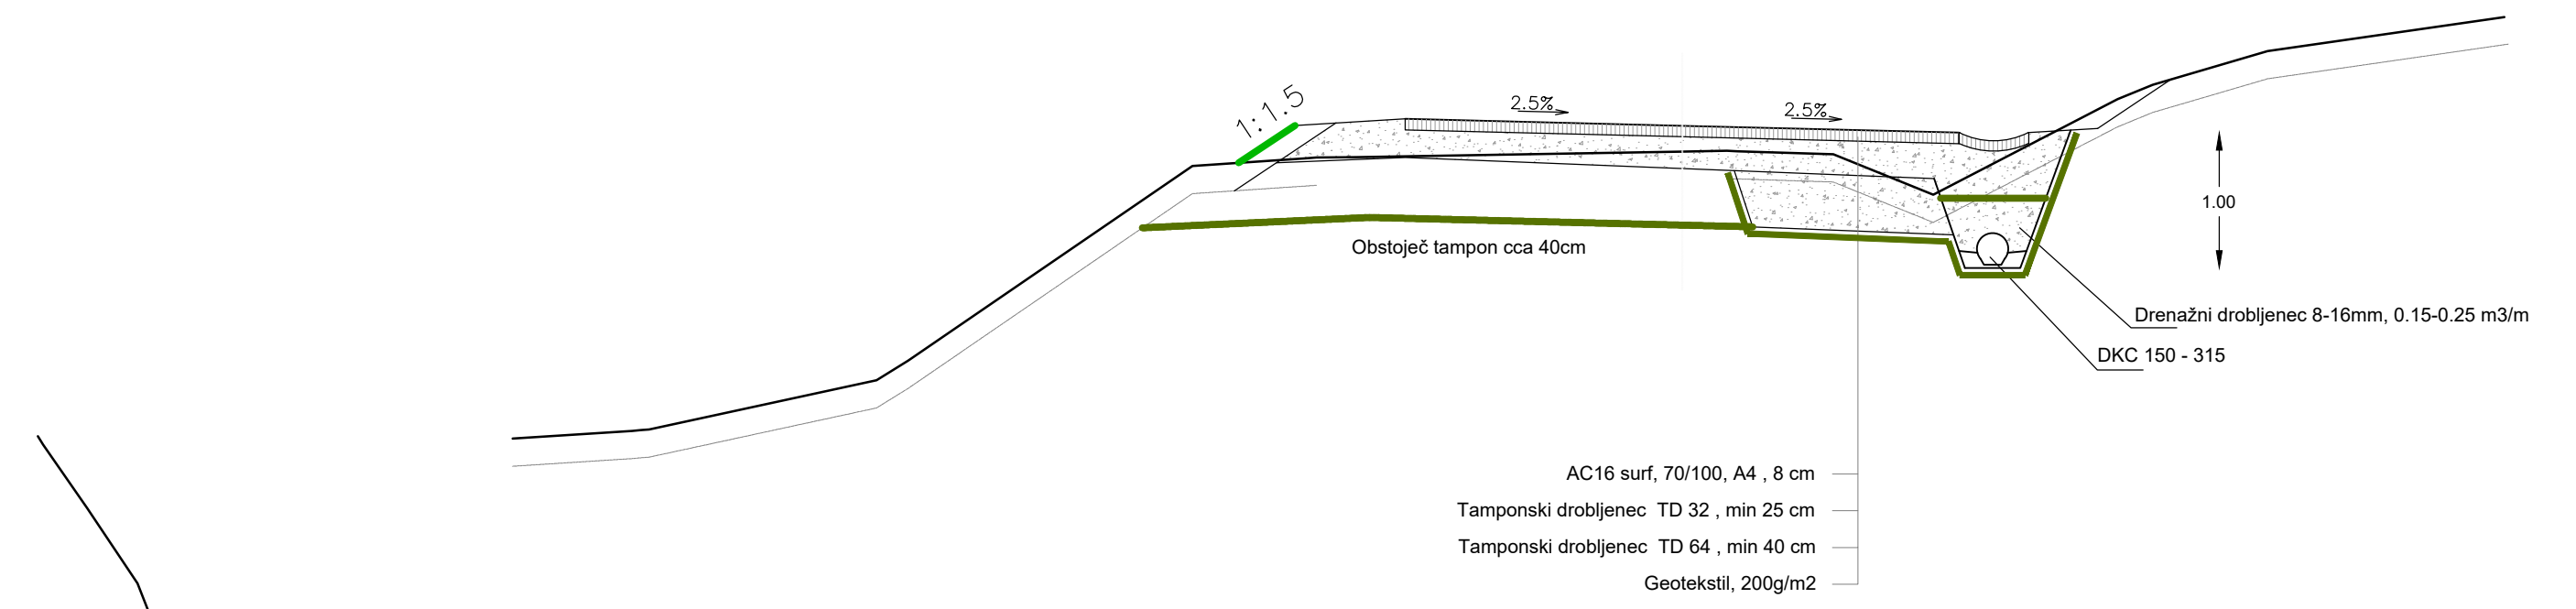 1:1.5
2.5%
2.5%
1.00
Obstoječ tampon cca 40cm
Drenažni drobljenec 8-16mm, 0.15-0.25 m3/m
DKC 150 - 315
AC16 surf, 70/100, A4 , 8 cm
Tamponski drobljenec  TD 32 , min 25 cm
Tamponski drobljenec  TD 64 , min 40 cm
Geotekstil, 200g/m2